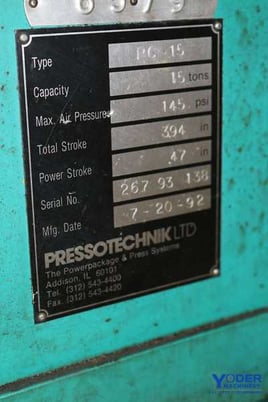 6579
Type PC-15
Capacity 15 tons
Max. Air Pressure 145 psi
Total Stroke 394 in
Power Stroke .47 in
Serial No. 267 93 138
Mfg. Date 7-20-92
PRESSOTECHNIK LTD
The Powerpackage & Press Systems
Addison, IL 60101
Tel. (312) 543-4400
Fax. (312) 543-4420
YODER
MACHINERY